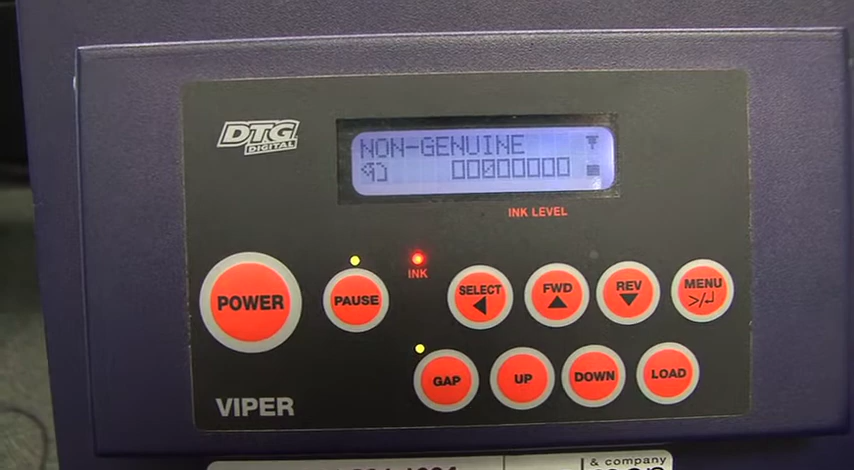 DTG
DIGITAL
NON-GENUINE
00000000
INK LEVEL
INK
POWER
PAUSE
SELECT
FWD
REV
MENU
GAP
UP
DOWN
LOAD
VIPER
& company